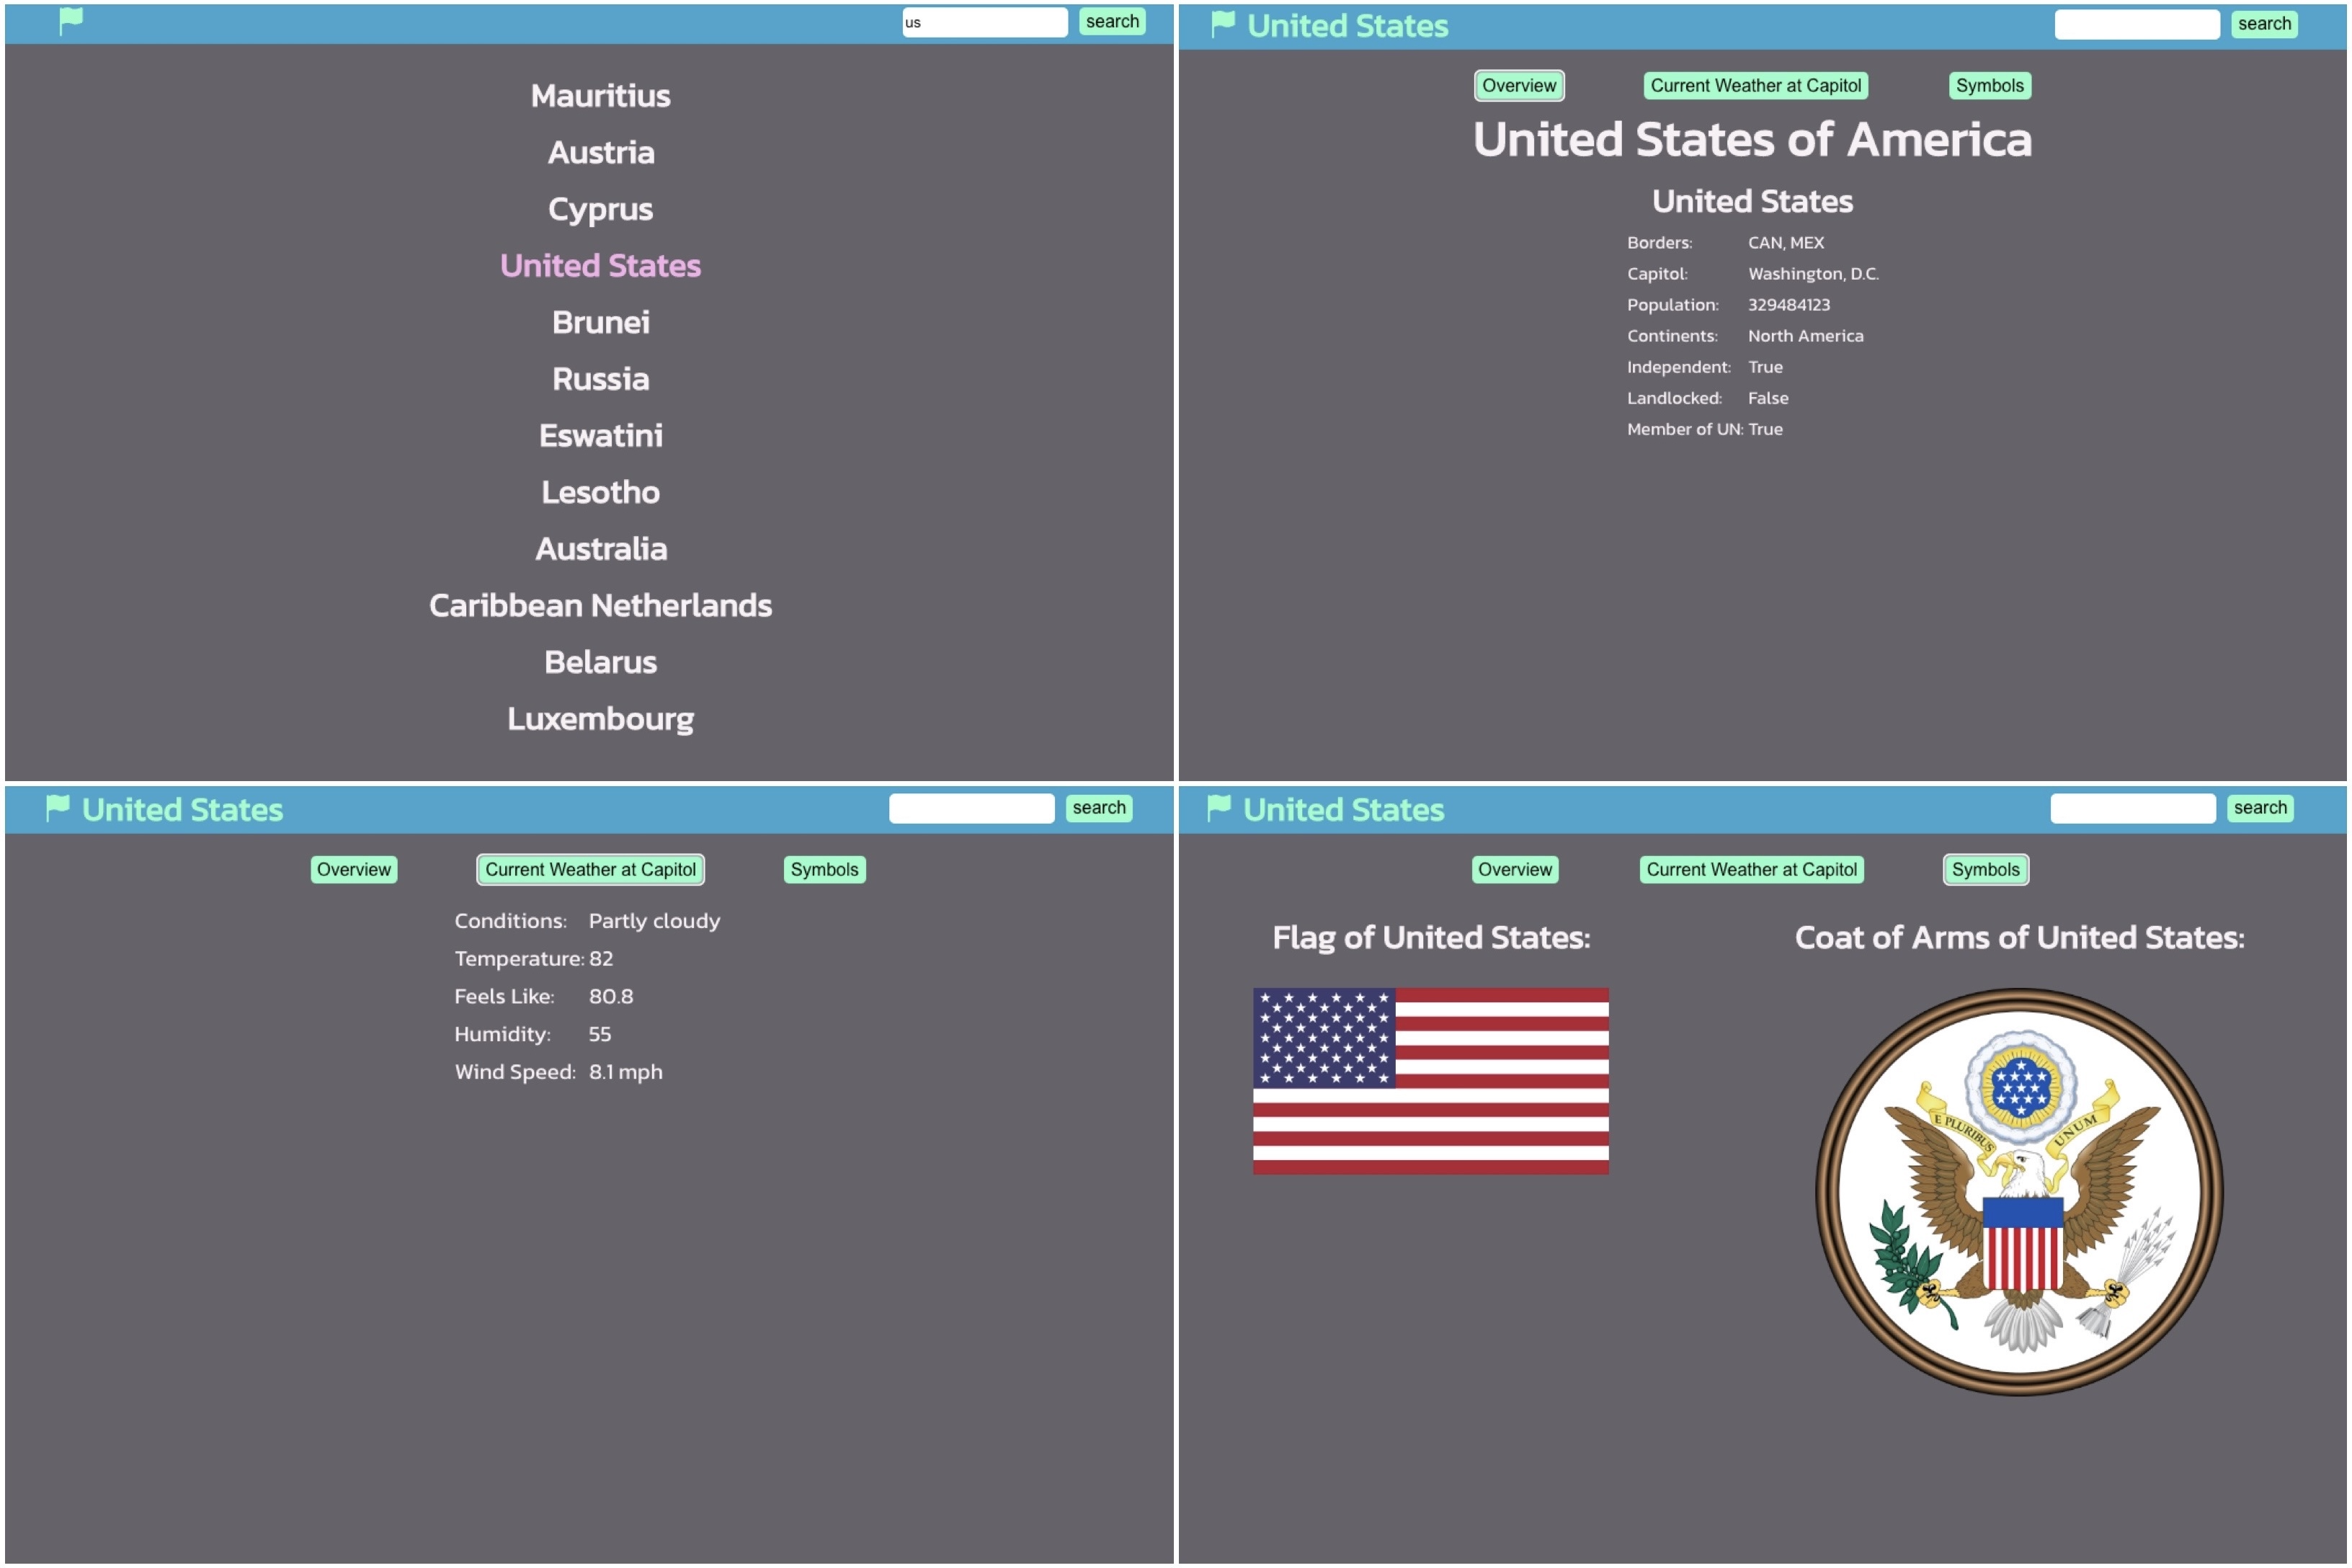 us search
Mauritius
Austria
Cyprus
United States
Brunei
Russia
Eswatini
Lesotho
Australia
Caribbean Netherlands
Belarus
Luxembourg
United States search
Overview Current Weather at Capitol Symbols
United States of America
United States
Borders: CAN, MEX
Capitol: Washington, D.C.
Population: 329484123
Continents: North America
Independent: True
Landlocked: False
Member of UN: True
United States search
Overview Current Weather at Capitol Symbols
Conditions: Partly cloudy
Temperature: 82
Feels Like: 80.8
Humidity: 55
Wind Speed: 8.1 mph
United States search
Overview Current Weather at Capitol Symbols
Flag of United States: Coat of Arms of United States:
E PLURIBUS UNUM